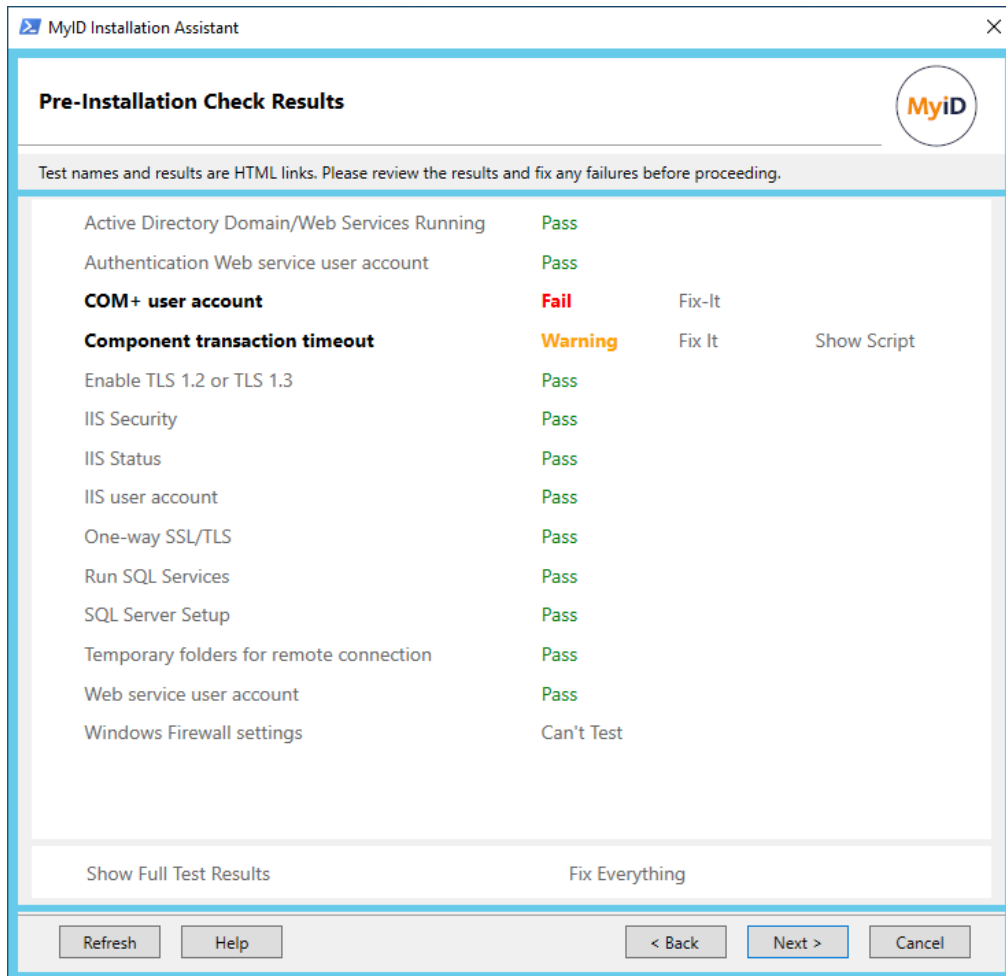 MyID Installation Assistant
Pre-Installation Check Results
MyiD
Test names and results are HTML links. Please review the results and fix any failures before proceeding.
Active Directory Domain/Web Services Running Pass
Authentication Web service user account Pass
COM+ user account Fail Fix-It
Component transaction timeout Warning Fix It Show Script
Enable TLS 1.2 or TLS 1.3 Pass
IIS Security Pass
IIS Status Pass
IIS user account Pass
One-way SSL/TLS Pass
Run SQL Services Pass
SQL Server Setup Pass
Temporary folders for remote connection Pass
Web service user account Pass
Windows Firewall settings Can't Test
Show Full Test Results Fix Everything
Refresh Help < Back Next > Cancel